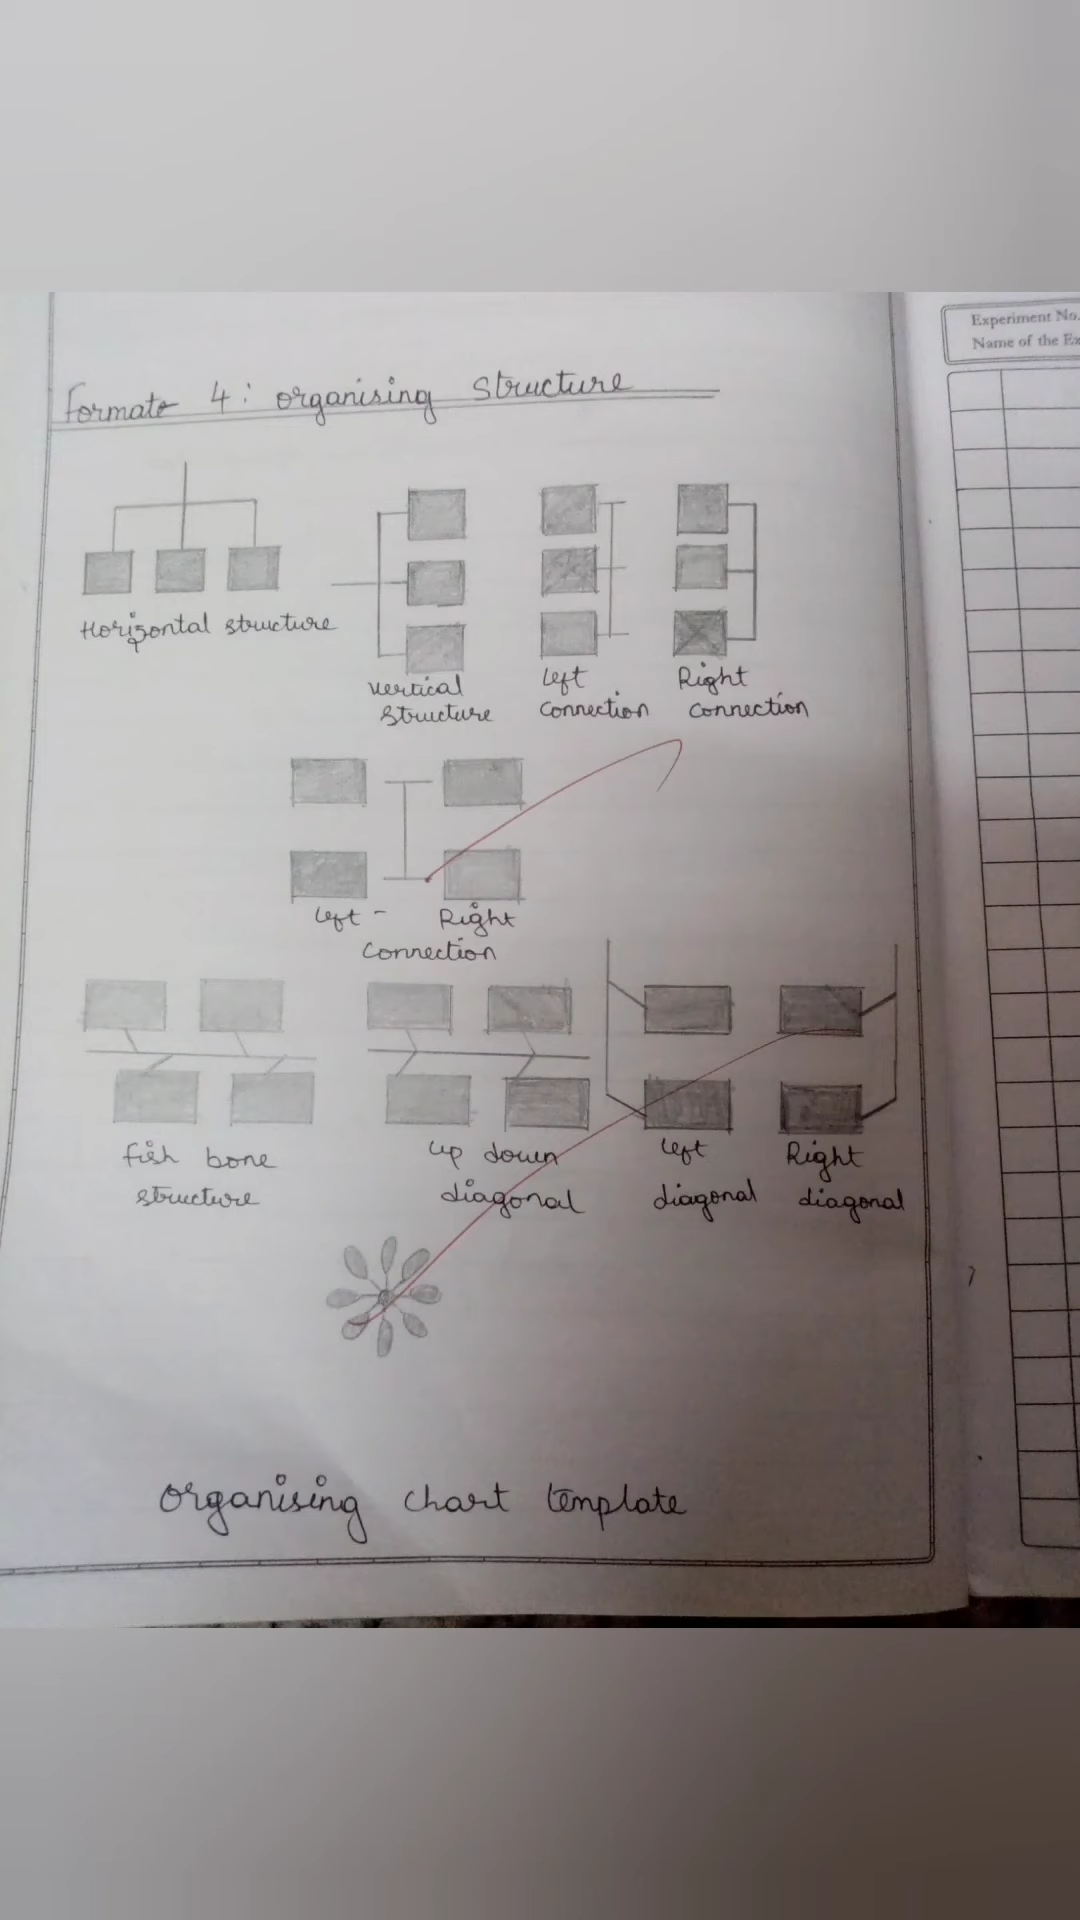 Formate 4: organising structure
Horizontal structure
Vertical
structure
Left
Connection
Right
Connection
Left - Right
Connection
fish bone
structure
up down
diagonal
Left
diagonal
Right
diagonal
organising chart template
Experiment No.
Name of the Ex